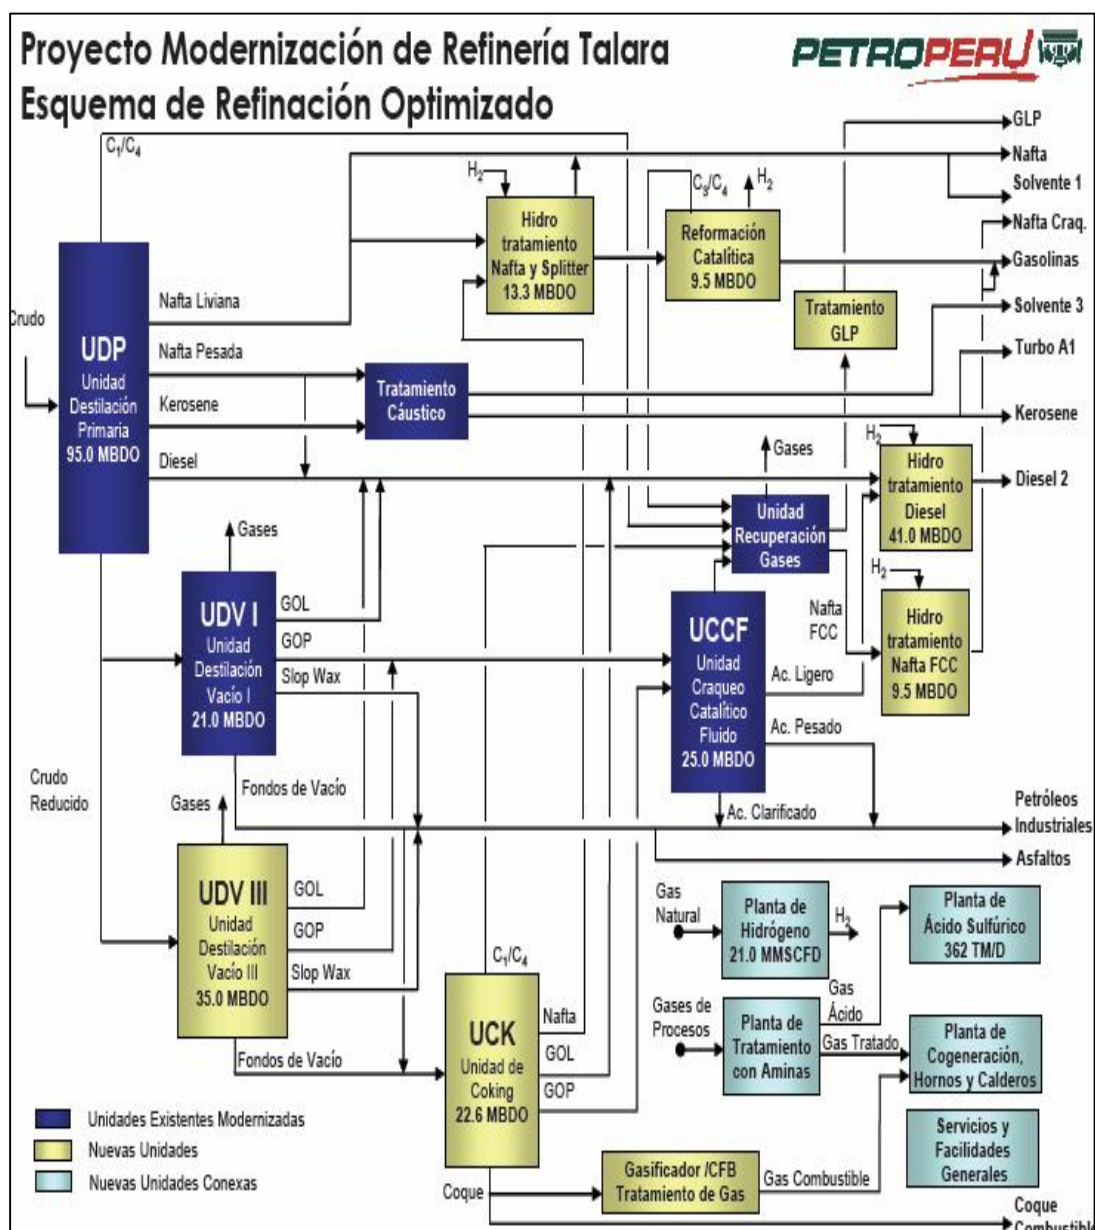 Proyecto Modernización de Refinería Talara
Esquema de Refinación Optimizado
PETROPERU
C1/C4
GLP
Nafta
Solvente 1
Nafta Craq.
Gasolinas
Solvente 3
Turbo A1
Kerosene
Diesel 2
H2
Hidro
tratamiento
Nafta y Splitter
13.3 MBDO
C3/C4
H2
Reformación
Catalítica
9.5 MBDO
Tratamiento
GLP
Crudo
UDP
Unidad
Destilación
Primaria
95.0 MBDO
Nafta Liviana
Nafta Pesada
Kerosene
Diesel
Tratamiento
Cáustico
Gases
Unidad
Recuperación
Gases
H2
Hidro
tratamiento
Diesel
41.0 MBDO
Gases
UDV I
Unidad
Destilación
Vacío I
21.0 MBDO
GOL
GOP
Slop Wax
Fondos de Vacío
UCCF
Unidad
Craqueo
Catalítico
Fluido
25.0 MBDO
Nafta
FCC
Ac. Ligero
Ac. Pesado
Ac. Clarificado
H2
Hidro
tratamiento
Nafta FCC
9.5 MBDO
Crudo
Reducido
Gases
UDV III
Unidad
Destilación
Vacío III
35.0 MBDO
GOL
GOP
Slop Wax
Fondos de Vacío
Petróleos
Industriales
Asfaltos
C1/C4
UCK
Unidad de
Coking
22.6 MBDO
Nafta
GOL
GOP
Coque
Gas
Natural
Planta de
Hidrógeno
21.0 MMSCFD
H2
Planta de
Ácido Sulfúrico
362 TM/D
Gases de
Procesos
Planta de
Tratamiento
con Aminas
Gas
Ácido
Gas Tratado
Planta de
Cogeneración,
Hornos y Calderos
Servicios y
Facilidades
Generales
Gasificador /CFB
Tratamiento de Gas
Gas Combustible
Coque
Combustible
Unidades Existentes Modernizadas
Nuevas Unidades
Nuevas Unidades Conexas